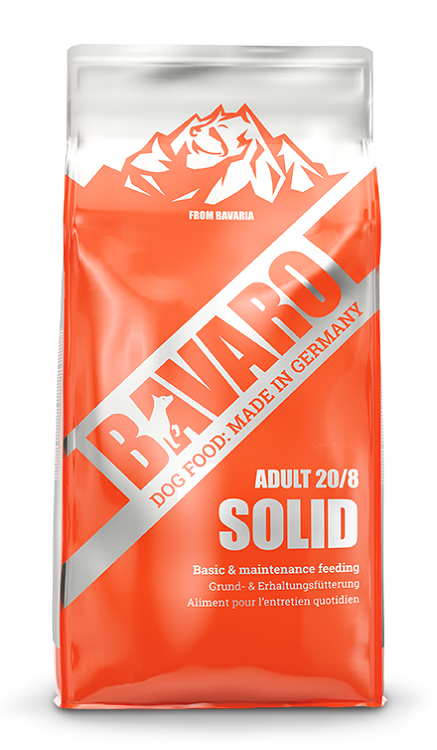 FROM BAVARIA
BAVARO
DOG FOOD: MADE IN GERMANY
ADULT 20/8
SOLID
Basic & maintenance feeding
Grund- & Erhaltungsfütterung
Aliment pour l'entretien quotidien